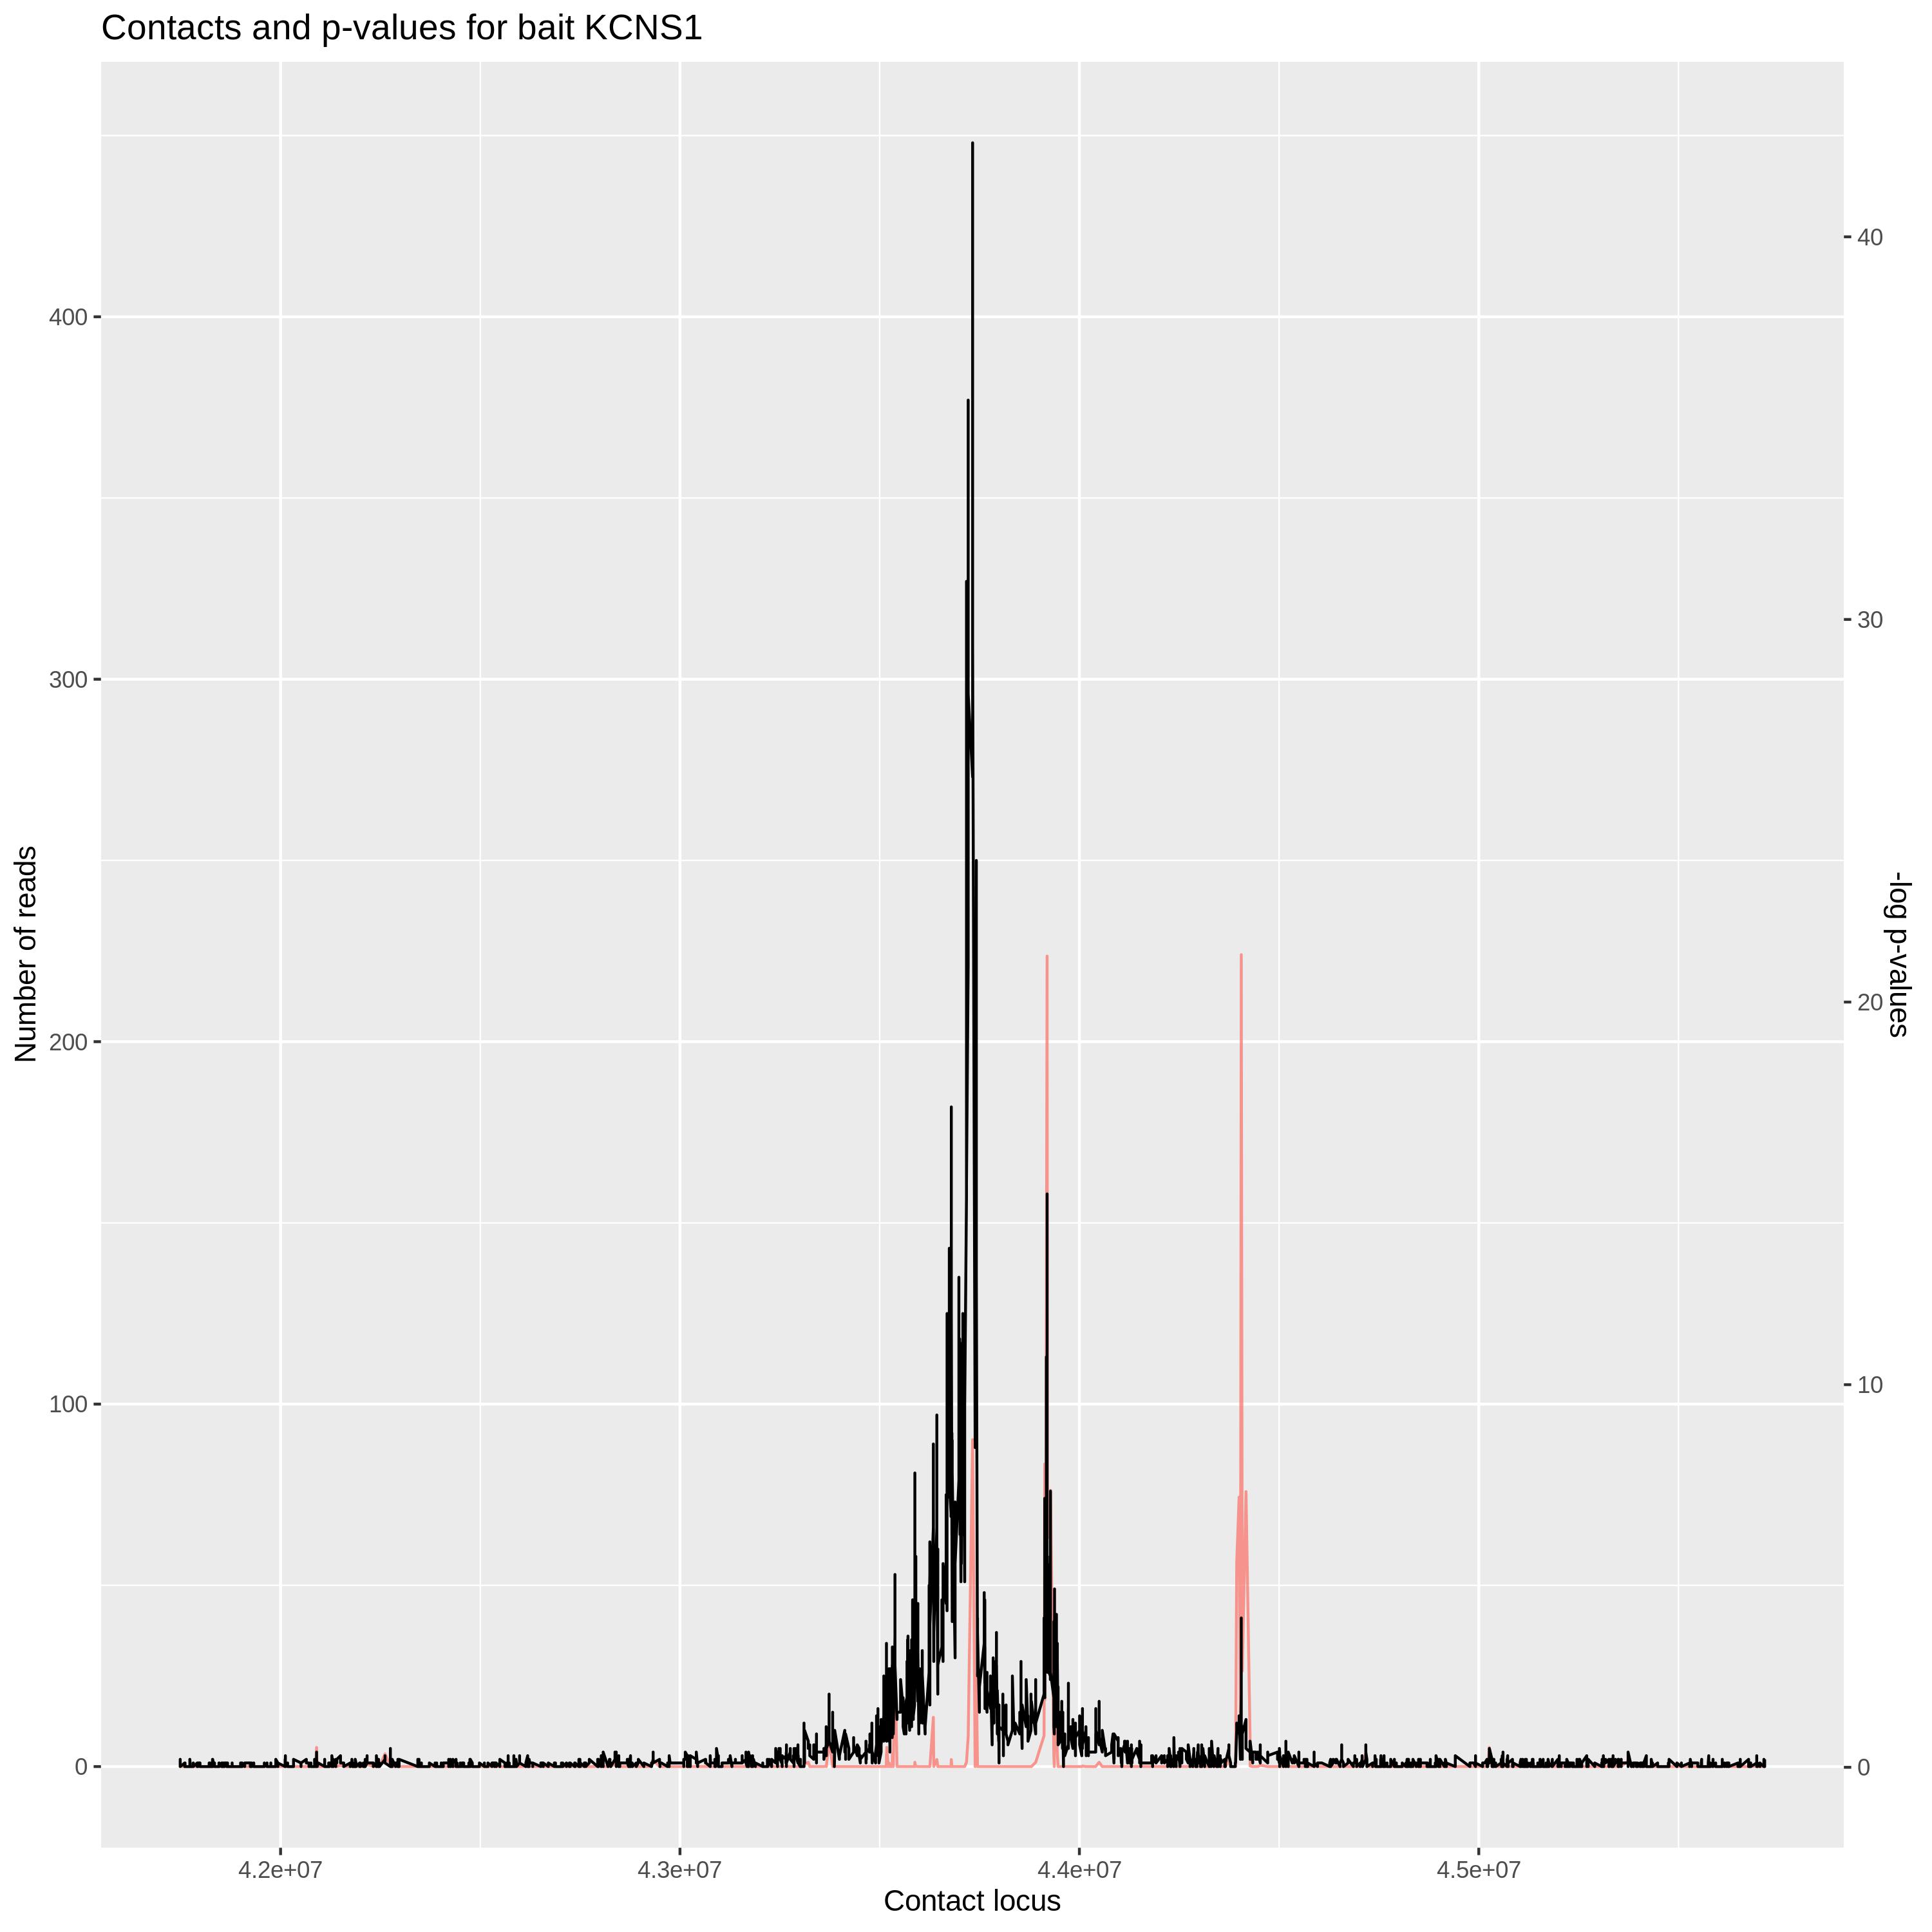 Contacts and p-values for bait KCNS1
400
300
200
100
0
40
30
20
10
0
Number of reads
-log p-values
4.2e+07
4.3e+07
4.4e+07
4.5e+07
Contact locus